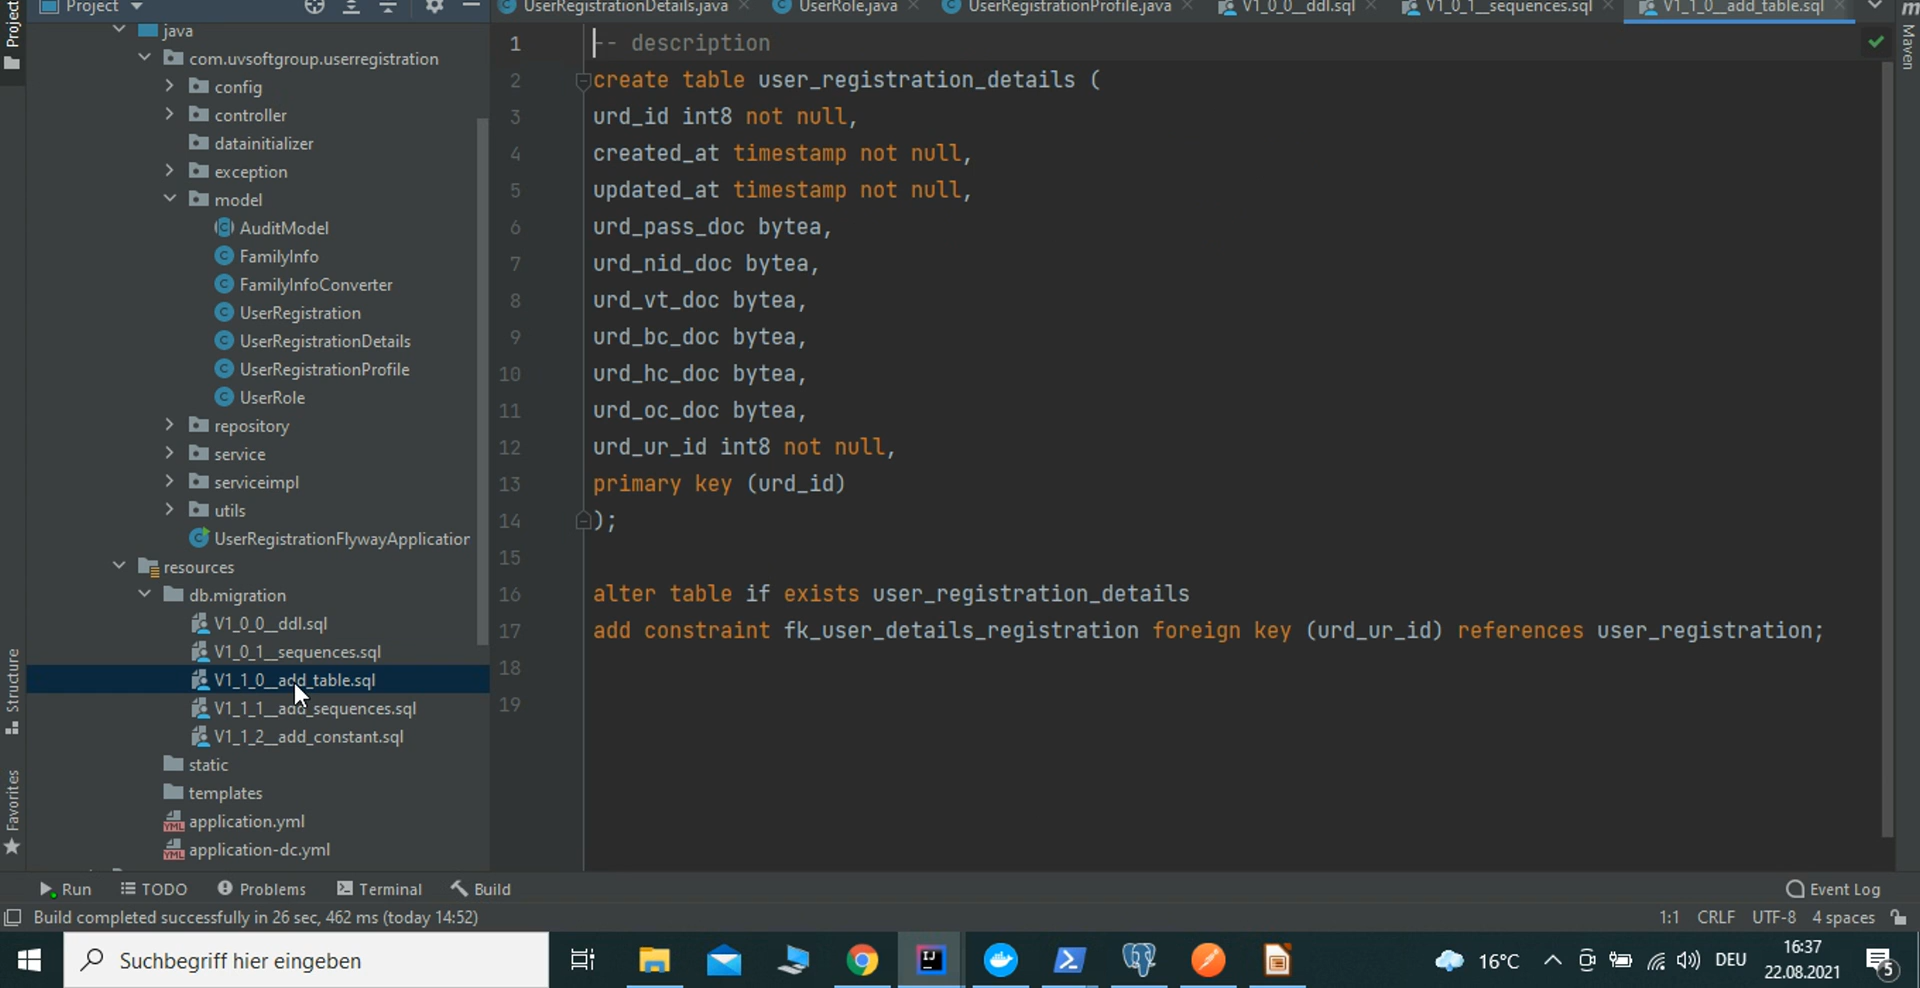 Project
UserRegistrationDetails.java
UserRole.java
UserRegistrationProfile.java
V1_0_0__ddl.sql
V1_0_1__sequences.sql
V1_1_0__add_table.sql
Project
Structure
Favorites
java
com.uvsoftgroup.userregistration
config
controller
datainitializer
exception
model
AuditModel
FamilyInfo
FamilyInfoConverter
UserRegistration
UserRegistrationDetails
UserRegistrationProfile
UserRole
repository
service
serviceimpl
utils
UserRegistrationFlywayApplication
resources
db.migration
V1_0_0__ddl.sql
V1_0_1__sequences.sql
V1_1_0__add_table.sql
V1_1_1__add_sequences.sql
V1_1_2__add_constant.sql
static
templates
application.yml
application-dc.yml
1 -- description
2 create table user_registration_details (
3 urd_id int8 not null,
4 created_at timestamp not null,
5 updated_at timestamp not null,
6 urd_pass_doc bytea,
7 urd_nid_doc bytea,
8 urd_vt_doc bytea,
9 urd_bc_doc bytea,
10 urd_hc_doc bytea,
11 urd_oc_doc bytea,
12 urd_ur_id int8 not null,
13 primary key (urd_id)
14 );
15
16 alter table if exists user_registration_details
17 add constraint fk_user_details_registration foreign key (urd_ur_id) references user_registration;
18
19
m
Maven
Run
TODO
Problems
Terminal
Build
Event Log
Build completed successfully in 26 sec, 462 ms (today 14:52)
1:1 CRLF UTF-8 4 spaces
Suchbegriff hier eingeben
16°C
DEU
16:37
22.08.2021
5